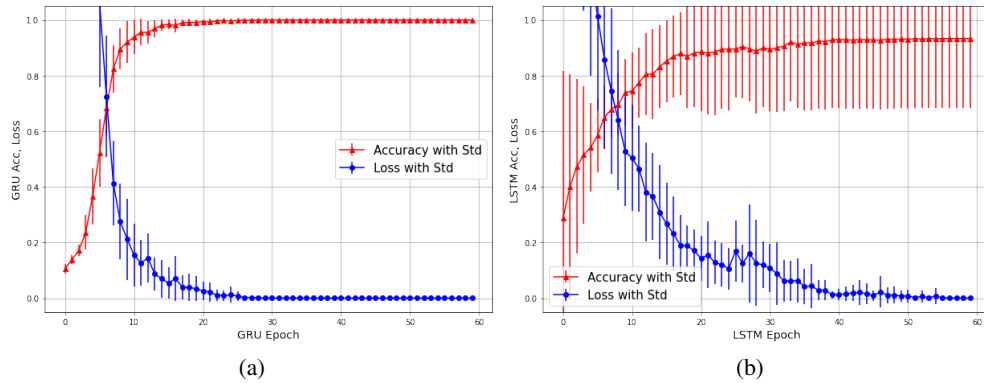 1.0
0.8
0.6
0.4
0.2
0.0
GRU Acc, Loss
Accuracy with Std
Loss with Std
0 10 20 30 40 50 60
GRU Epoch
(a)
1.0
0.8
0.6
0.4
0.2
0.0
LSTM Acc, Loss
Accuracy with Std
Loss with Std
0 10 20 30 40 50 60
LSTM Epoch
(b)